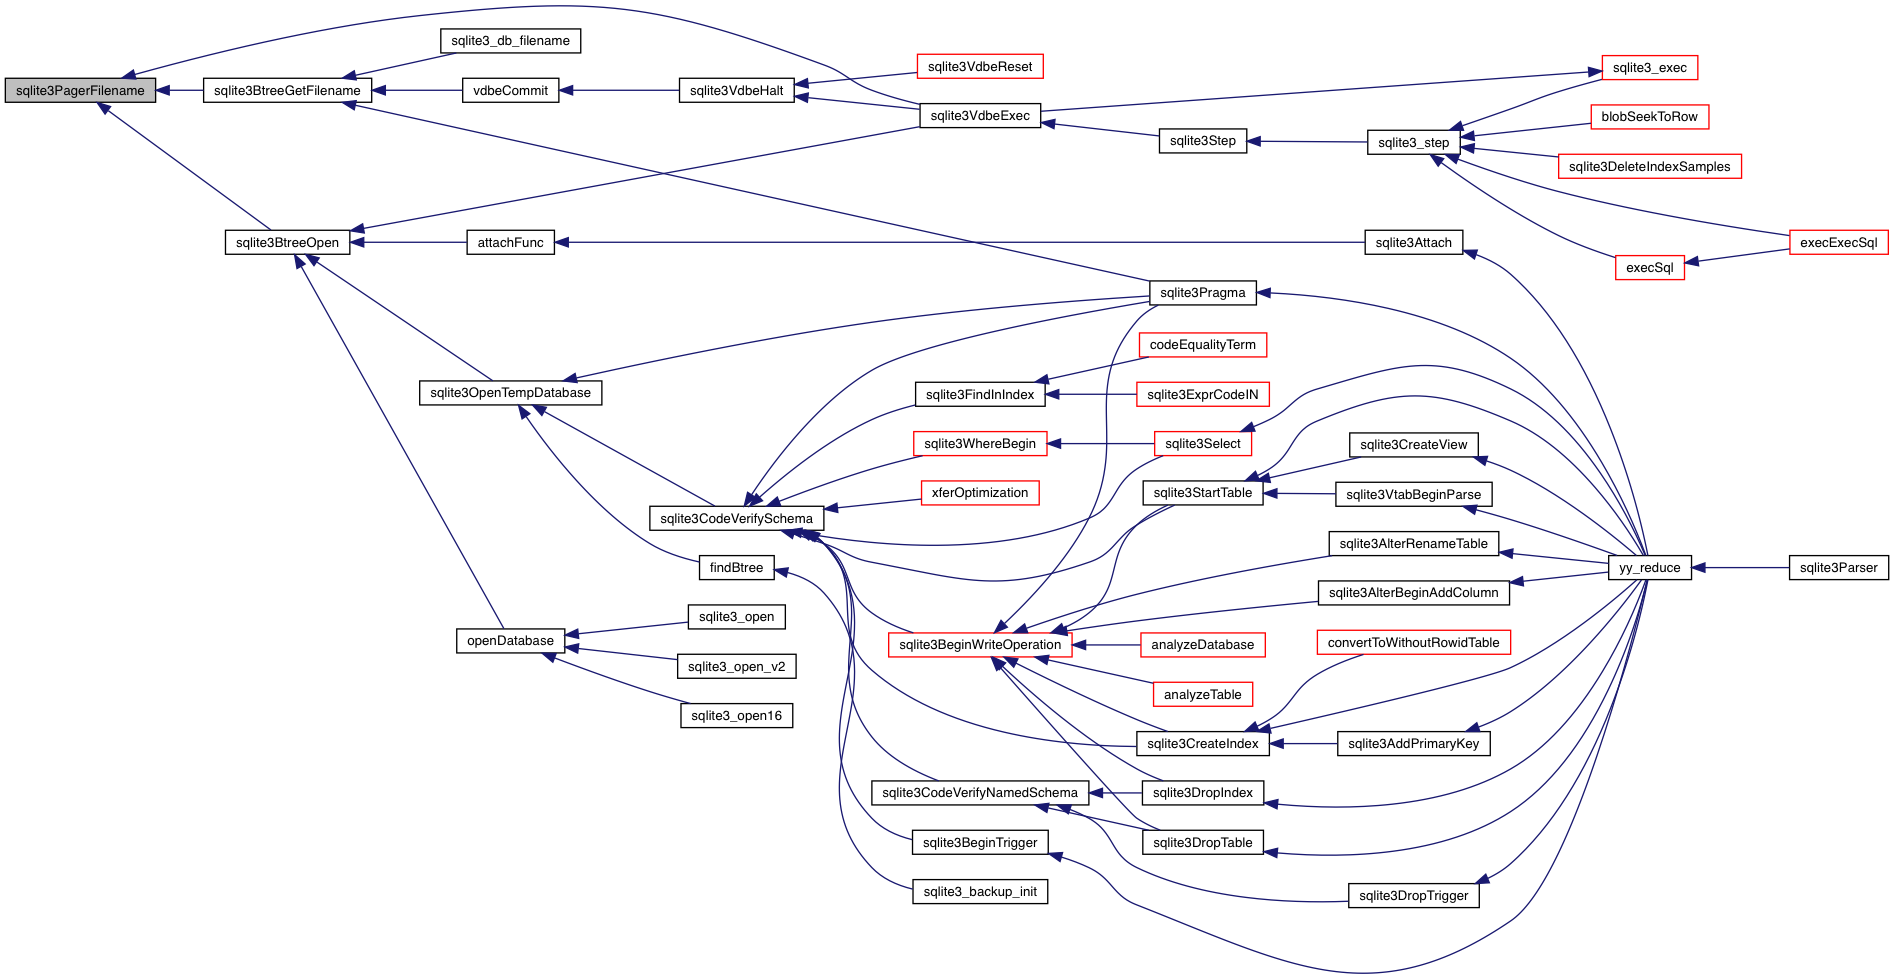 sqlite3PagerFilename
sqlite3BtreeGetFilename
sqlite3_db_filename
vdbeCommit
sqlite3VdbeHalt
sqlite3VdbeReset
sqlite3VdbeExec
sqlite3Step
sqlite3_step
sqlite3_exec
blobSeekToRow
sqlite3DeleteIndexSamples
execExecSql
execSql
sqlite3BtreeOpen
attachFunc
sqlite3Attach
sqlite3Pragma
sqlite3OpenTempDatabase
codeEqualityTerm
sqlite3FindInIndex
sqlite3ExprCodeIN
sqlite3WhereBegin
sqlite3Select
xferOptimization
sqlite3CodeVerifySchema
sqlite3StartTable
sqlite3CreateView
sqlite3VtabBeginParse
sqlite3AlterRenameTable
sqlite3AlterBeginAddColumn
yy_reduce
sqlite3Parser
findBtree
openDatabase
sqlite3_open
sqlite3_open_v2
sqlite3_open16
sqlite3BeginWriteOperation
analyzeDatabase
analyzeTable
convertToWithoutRowidTable
sqlite3CreateIndex
sqlite3AddPrimaryKey
sqlite3CodeVerifyNamedSchema
sqlite3DropIndex
sqlite3BeginTrigger
sqlite3DropTable
sqlite3_backup_init
sqlite3DropTrigger